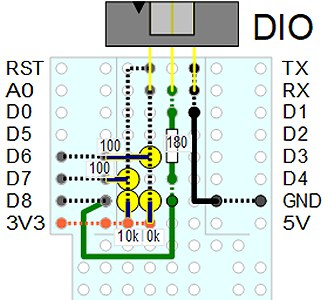 DIO
RST TX
A0 RX
D0 D1
D5 D2
D6 100 180 D3
D7 100 D4
D8 GND
3V3 5V
10k 0k